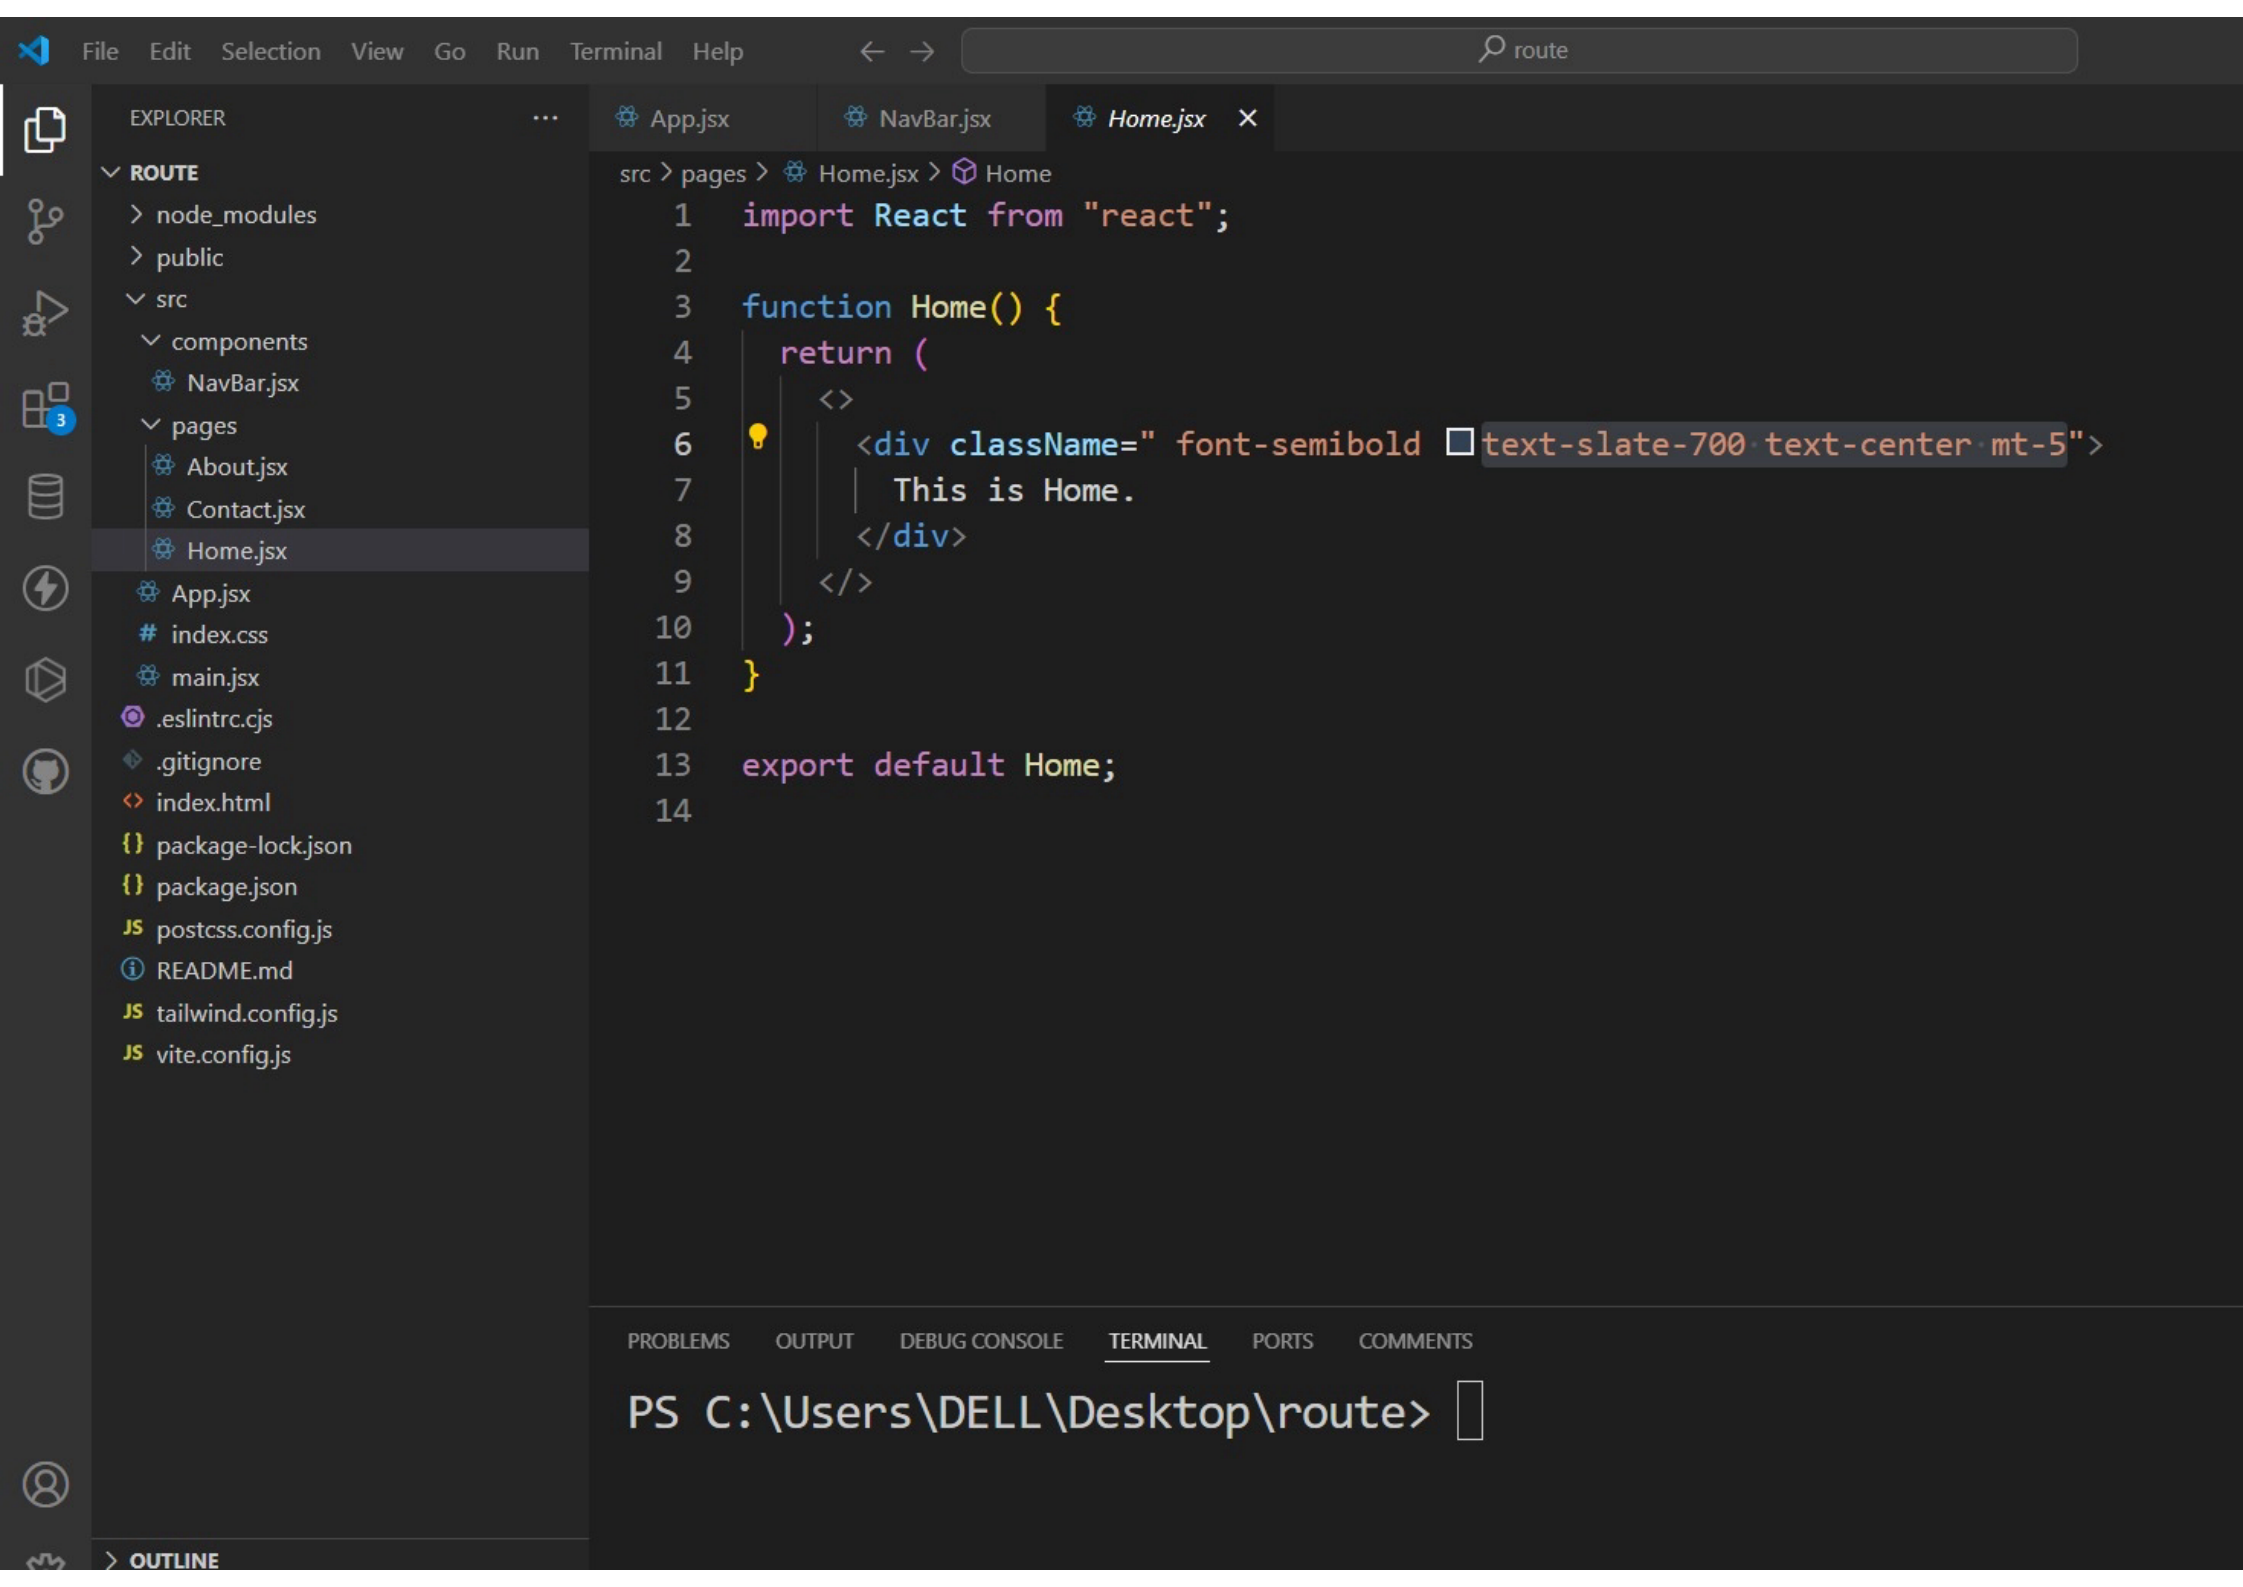 File Edit Selection View Go Run Terminal Help route
EXPLORER ... App.jsx NavBar.jsx Home.jsx
ROUTE
node_modules
public
src
components
NavBar.jsx
pages
About.jsx
Contact.jsx
Home.jsx
App.jsx
# index.css
main.jsx
.eslintrc.cjs
.gitignore
<> index.html
{} package-lock.json
{} package.json
JS postcss.config.js
README.md
JS tailwind.config.js
JS vite.config.js
OUTLINE
3
src > pages > Home.jsx > Home
1 import React from "react";
2
3 function Home() {
4 return (
5 <>
6 <div className=" font-semibold text-slate-700 text-center mt-5">
7 This is Home.
8 </div>
9 </>
10 );
11 }
12
13 export default Home;
14
PROBLEMS OUTPUT DEBUG CONSOLE TERMINAL PORTS COMMENTS
PS C:\Users\DELL\Desktop\route>